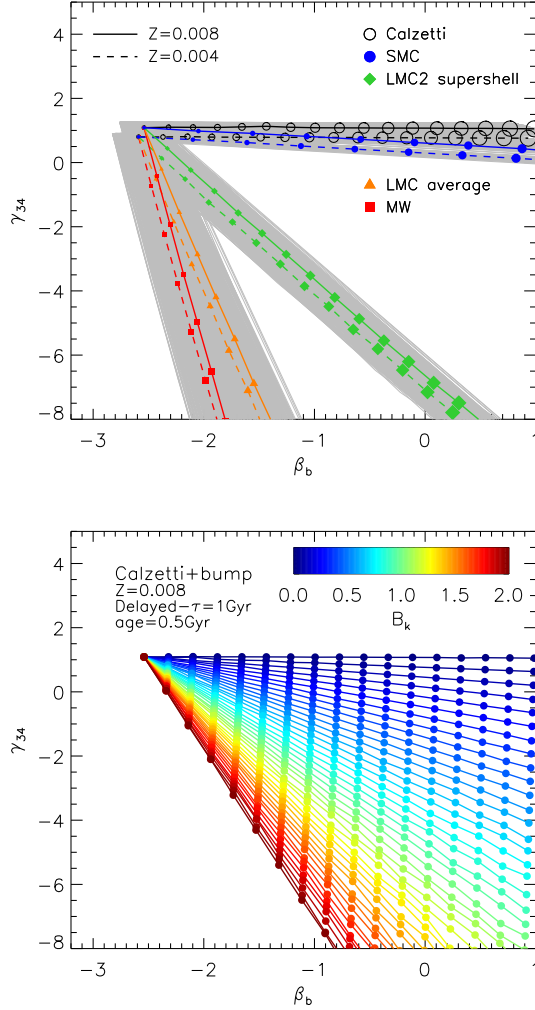 4
2
0
−2
−4
−6
−8
γ34
Z=0.008
Z=0.004
Calzetti
SMC
LMC2 supershell
LMC average
MW
−3 −2 −1 0 1
βb
4
2
0
−2
−4
−6
−8
γ34
Calzetti+bump
Z=0.008
Delayed−τ=1Gyr
age=0.5Gyr
0.0 0.5 1.0 1.5 2.0
Bk
−3 −2 −1 0 1
βb